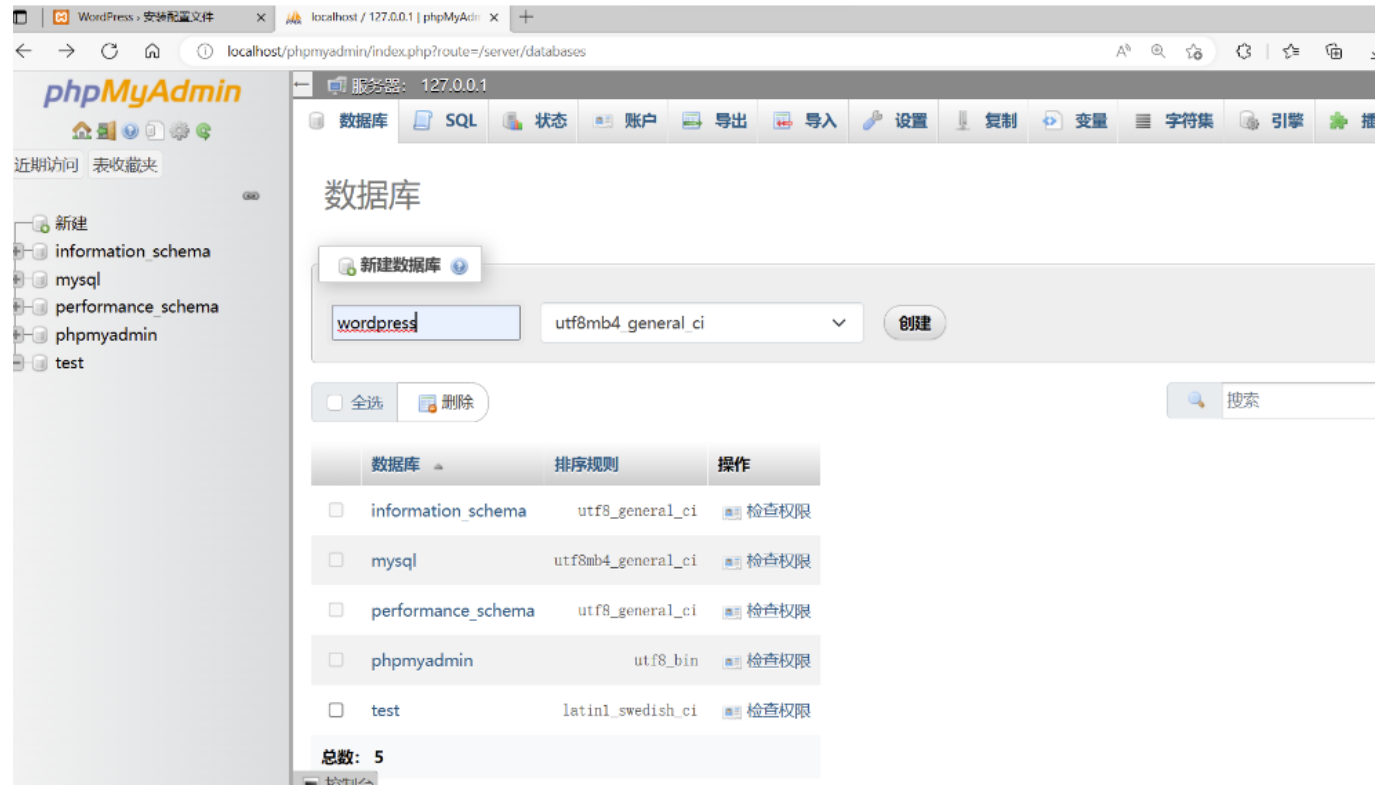 WordPress › 安装配置文件
localhost / 127.0.0.1 | phpMyAdm
localhost/phpmyadmin/index.php?route=/server/databases
phpMyAdmin
近期访问 表收藏夹
新建
information_schema
mysql
performance_schema
phpmyadmin
test
服务器: 127.0.0.1
数据库 SQL 状态 账户 导出 导入 设置 复制 变量 字符集 引擎 插
数据库
新建数据库
wordpress utf8mb4_general_ci 创建
全选 删除 搜索
数据库 排序规则 操作
information_schema utf8_general_ci 检查权限
mysql utf8mb4_general_ci 检查权限
performance_schema utf8_general_ci 检查权限
phpmyadmin utf8_bin 检查权限
test latin1_swedish_ci 检查权限
总数: 5
控制台